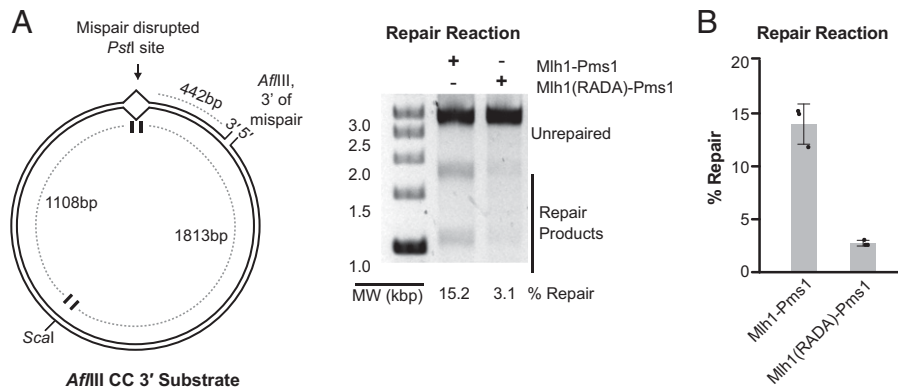 A
Mispair disrupted
PstI site
442bp
AflIII,
3' of
mispair
3' 5'
1108bp
1813bp
ScaI
AflIII CC 3′ Substrate
Repair Reaction
+ - Mlh1-Pms1
- + Mlh1(RADA)-Pms1
3.0
2.5
2.0
1.5
1.0
Unrepaired
Repair
Products
MW (kbp) 15.2 3.1 % Repair
B
Repair Reaction
% Repair
20
15
10
5
0
Mlh1-Pms1
Mlh1(RADA)-Pms1